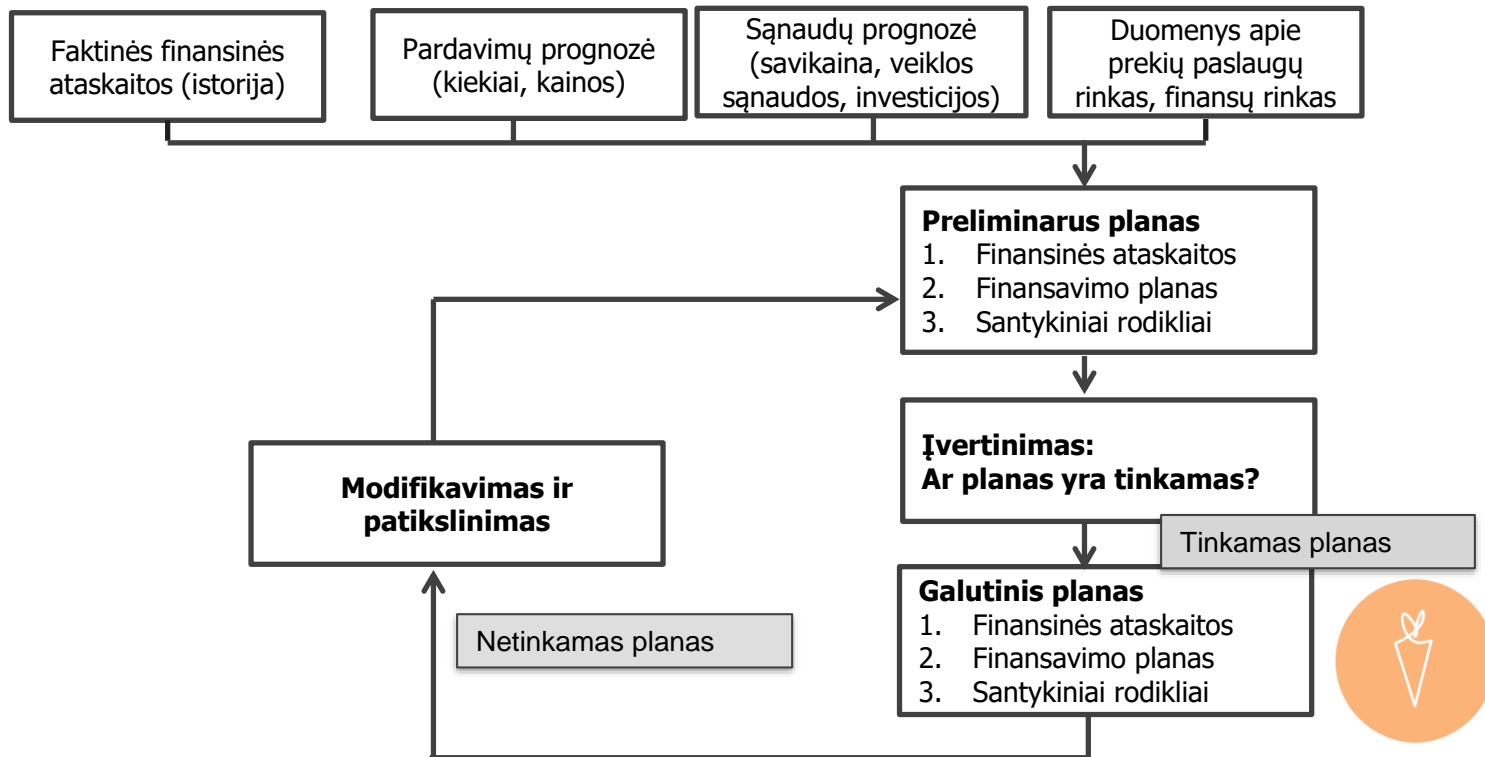 Faktinės finansinės
ataskaitos (istorija)
Pardavimų prognozė
(kiekiai, kainos)
Sąnaudų prognozė
(savikaina, veiklos
sąnaudos, investicijos)
Duomenys apie
prekių paslaugų
rinkas, finansų rinkas
Preliminarus planas
1. Finansinės ataskaitos
2. Finansavimo planas
3. Santykiniai rodikliai
Įvertinimas:
Ar planas yra tinkamas?
Modifikavimas ir
patikslinimas
Tinkamas planas
Netinkamas planas
Galutinis planas
1. Finansinės ataskaitos
2. Finansavimo planas
3. Santykiniai rodikliai